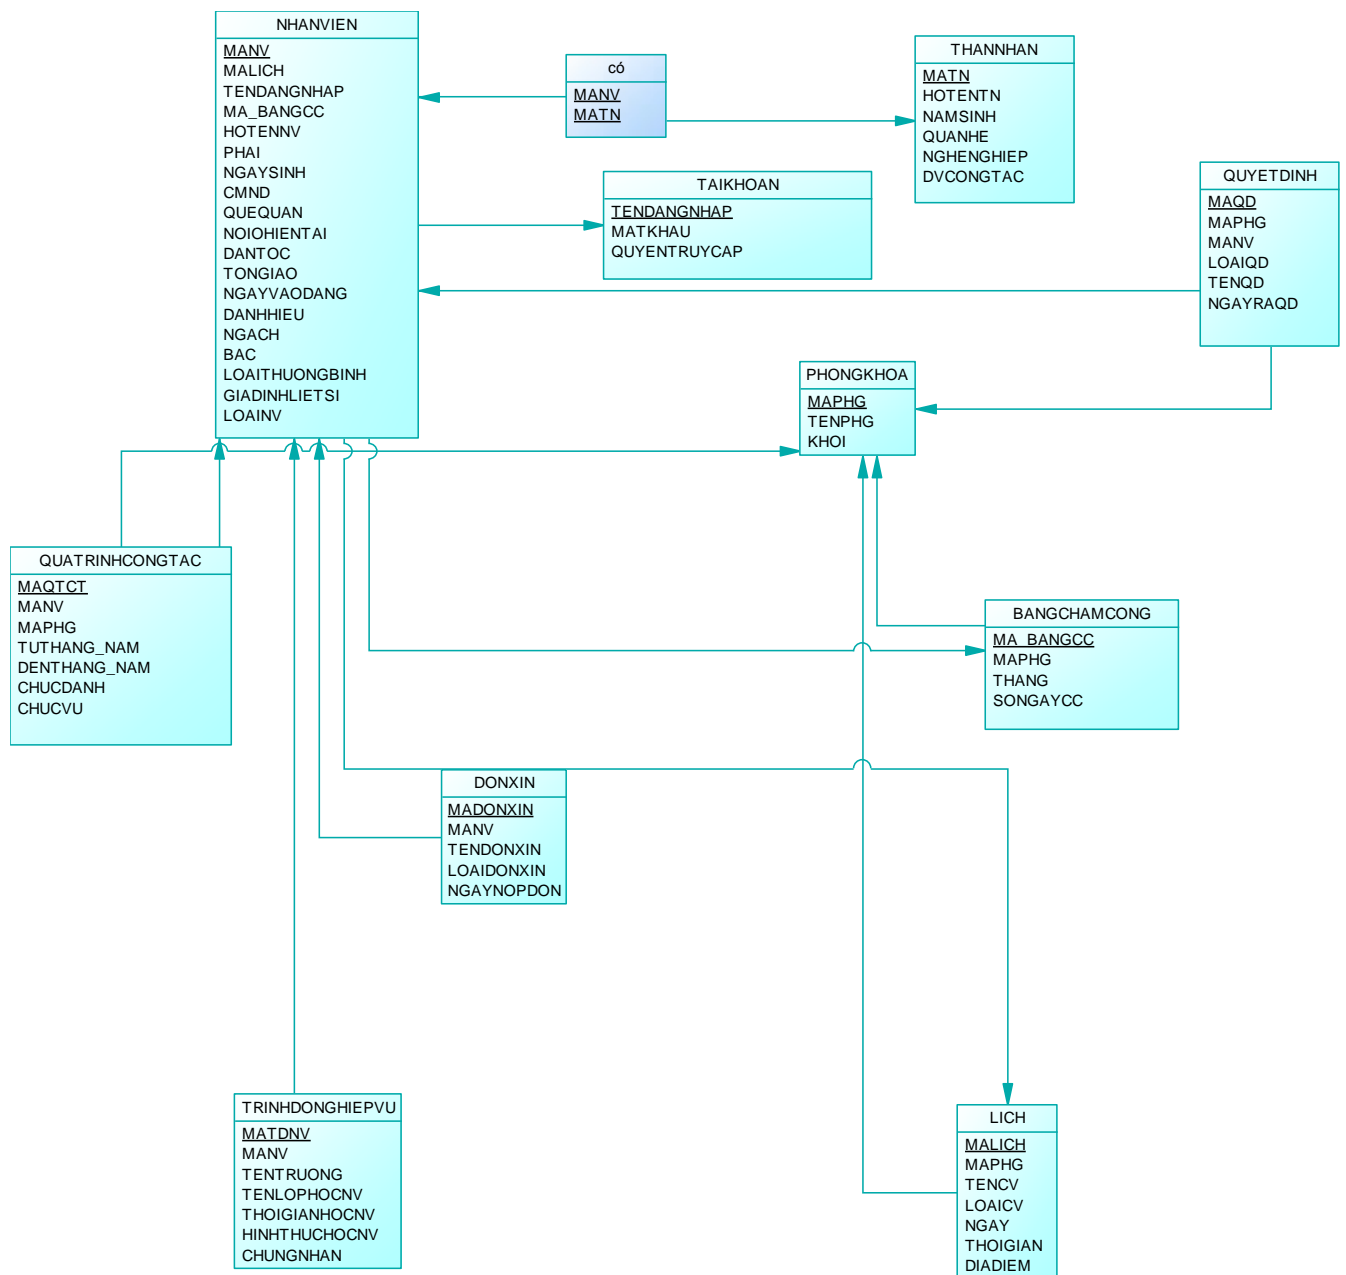 NHANVIEN
MANV
MALICH
TENDANGNHAP
MA_BANGCC
HOTENNV
PHAI
NGAYSINH
CMND
QUEQUAN
NOIOHIENTAI
DANTOC
TONGIAO
NGAYVAODANG
DANHHIEU
NGACH
BAC
LOAITHUONGBINH
GIADINHLIETSI
LOAINV
có
MANV
MATN
THANNHAN
MATN
HOTENTN
NAMSINH
QUANHE
NGHENGHIEP
DVCONGTAC
TAIKHOAN
TENDANGNHAP
MATKHAU
QUYENTRUYCAP
QUYETDINH
MAQD
MAPHG
MANV
LOAIQD
TENQD
NGAYRAQD
PHONGKHOA
MAPHG
TENPHG
KHOI
QUATRINHCONGTAC
MAQTCT
MANV
MAPHG
TUTHANG_NAM
DENTHANG_NAM
CHUCDANH
CHUCVU
BANGCHAMCONG
MA_BANGCC
MAPHG
THANG
SONGAYCC
DONXIN
MADONXIN
MANV
TENDONXIN
LOAIDONXIN
NGAYNOPDON
TRINHDONGHIEPVU
MATDNV
MANV
TENTRUONG
TENLOPHOCNV
THOIGIANHOCNV
HINHTHUCHOCNV
CHUNGNHAN
LICH
MALICH
MAPHG
TENCV
LOAICV
NGAY
THOIGIAN
DIADIEM